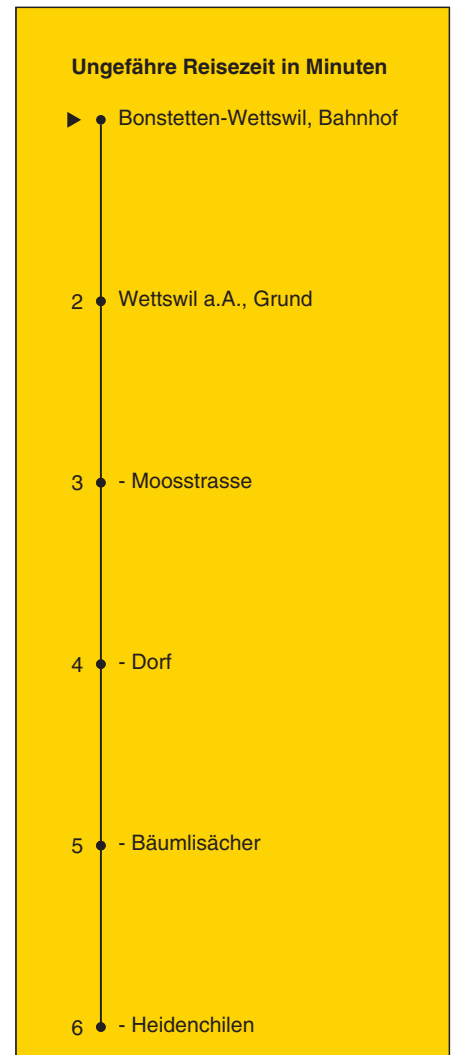 Ungefähre Reisezeit in Minuten
Bonstetten-Wettswil, Bahnhof
2 Wettswil a.A., Grund
3 - Moosstrasse
4 - Dorf
5 - Bäumlisächer
6 - Heidenchilen